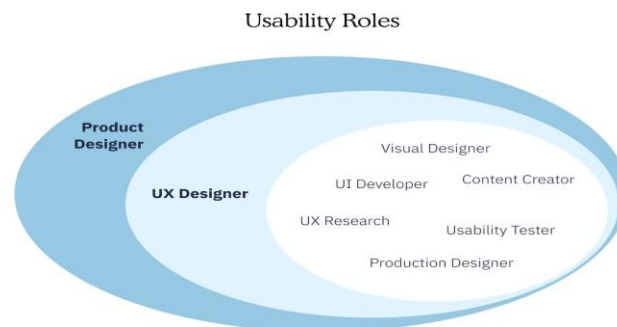 Usability Roles
Product
Designer
Visual Designer
UI Developer
Content Creator
UX Designer
UX Research
Usability Tester
Production Designer